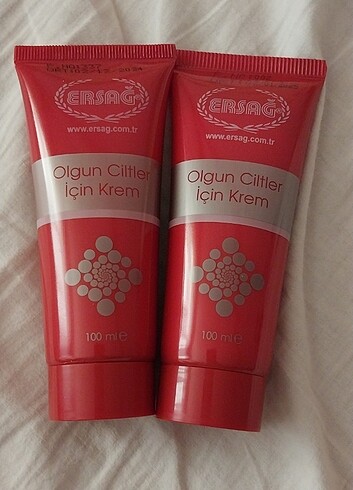 ERSAĞ
www.ersag.com.tr
Olgun Ciltler
İçin Krem
100 ml e
ERSAĞ
www.ersag.com.tr
Olgun Ciltler
İçin Krem
100 ml e